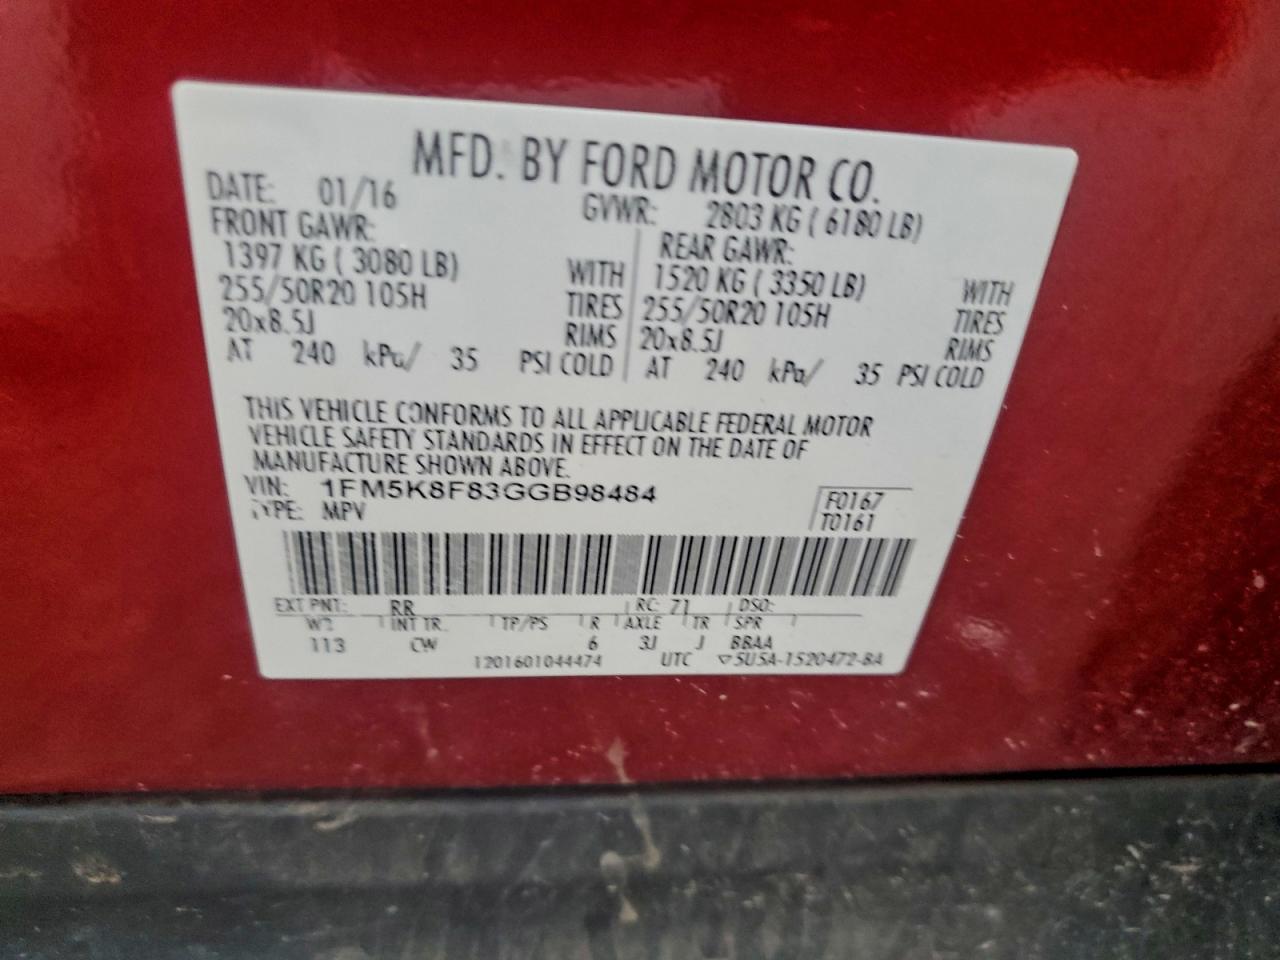 MFD. BY FORD MOTOR CO.
DATE: 01/16 GVWR: 2803 KG ( 6180 LB)
FRONT GAWR: REAR GAWR:
1397 KG ( 3080 LB) WITH 1520 KG ( 3350 LB) WITH
255/50R20 105H TIRES 255/50R20 105H TIRES
20x8.5J RIMS 20x8.5J RIMS
AT 240 kPa/ 35 PSI COLD AT 240 kPa/ 35 PSI COLD
THIS VEHICLE CONFORMS TO ALL APPLICABLE FEDERAL MOTOR
VEHICLE SAFETY STANDARDS IN EFFECT ON THE DATE OF
MANUFACTURE SHOWN ABOVE.
VIN: 1FM5K8F83GGB98484 F0167
TYPE: MPV T0161
EXT PNT: RR RC: 71 DSO:
INT TR. TP/PS R AXLE TR SPR
113 CW 6 3J J BBAA
1201601044474 UTC ▽5U5A-1520472-BA